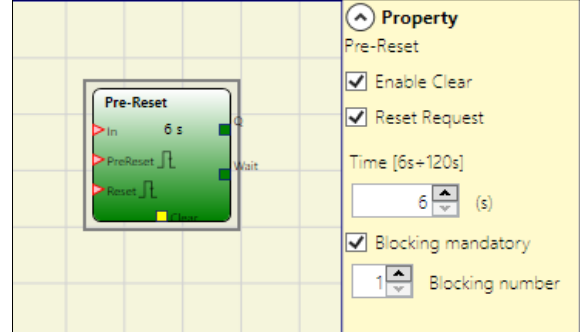 Pre-Reset
In 6 s
Q
PreReset
Wait
Reset
Clear
Property
Pre-Reset
Enable Clear
Reset Request
Time [6s÷120s]
6 (s)
Blocking mandatory
1 Blocking number